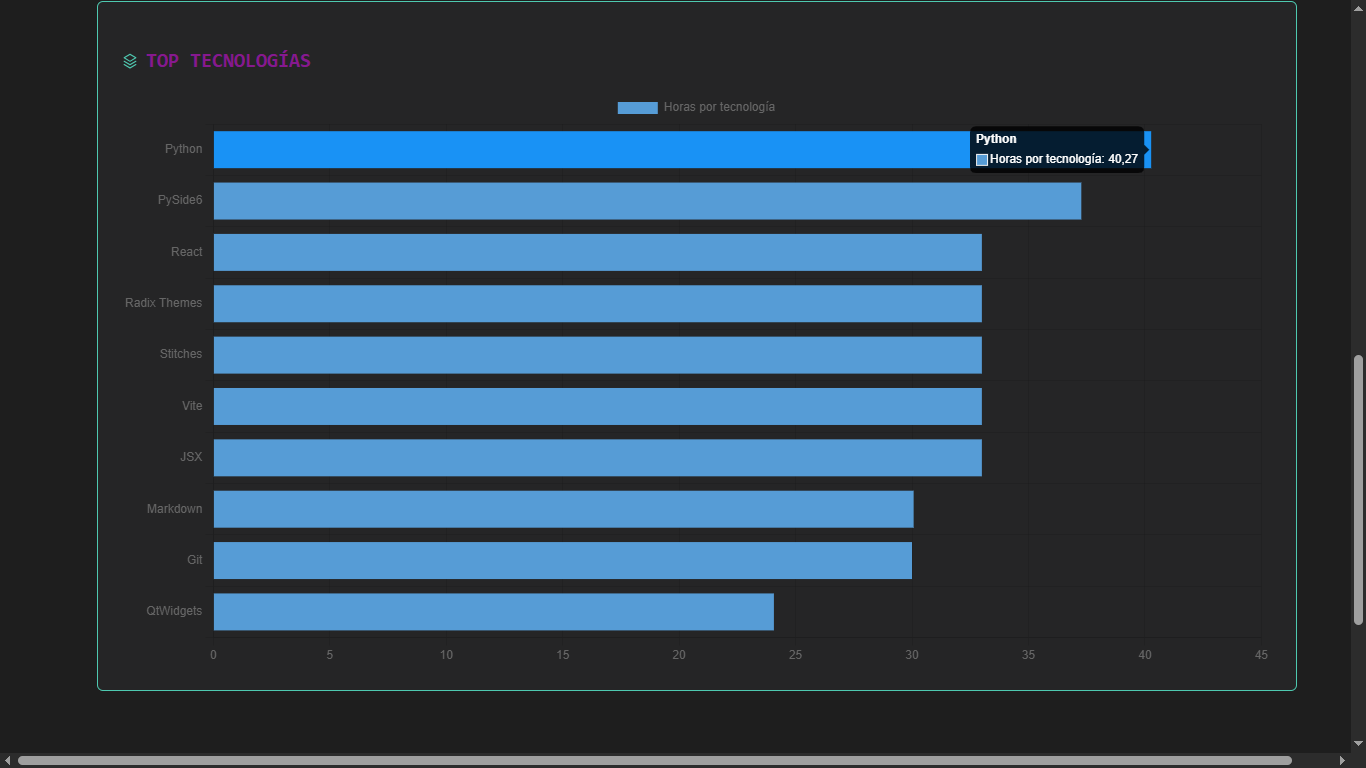 TOP TECNOLOGÍAS
Horas por tecnología
Python
Python
Horas por tecnología: 40,27
PySide6
React
Radix Themes
Stitches
Vite
JSX
Markdown
Git
QtWidgets
0 5 10 15 20 25 30 35 40 45